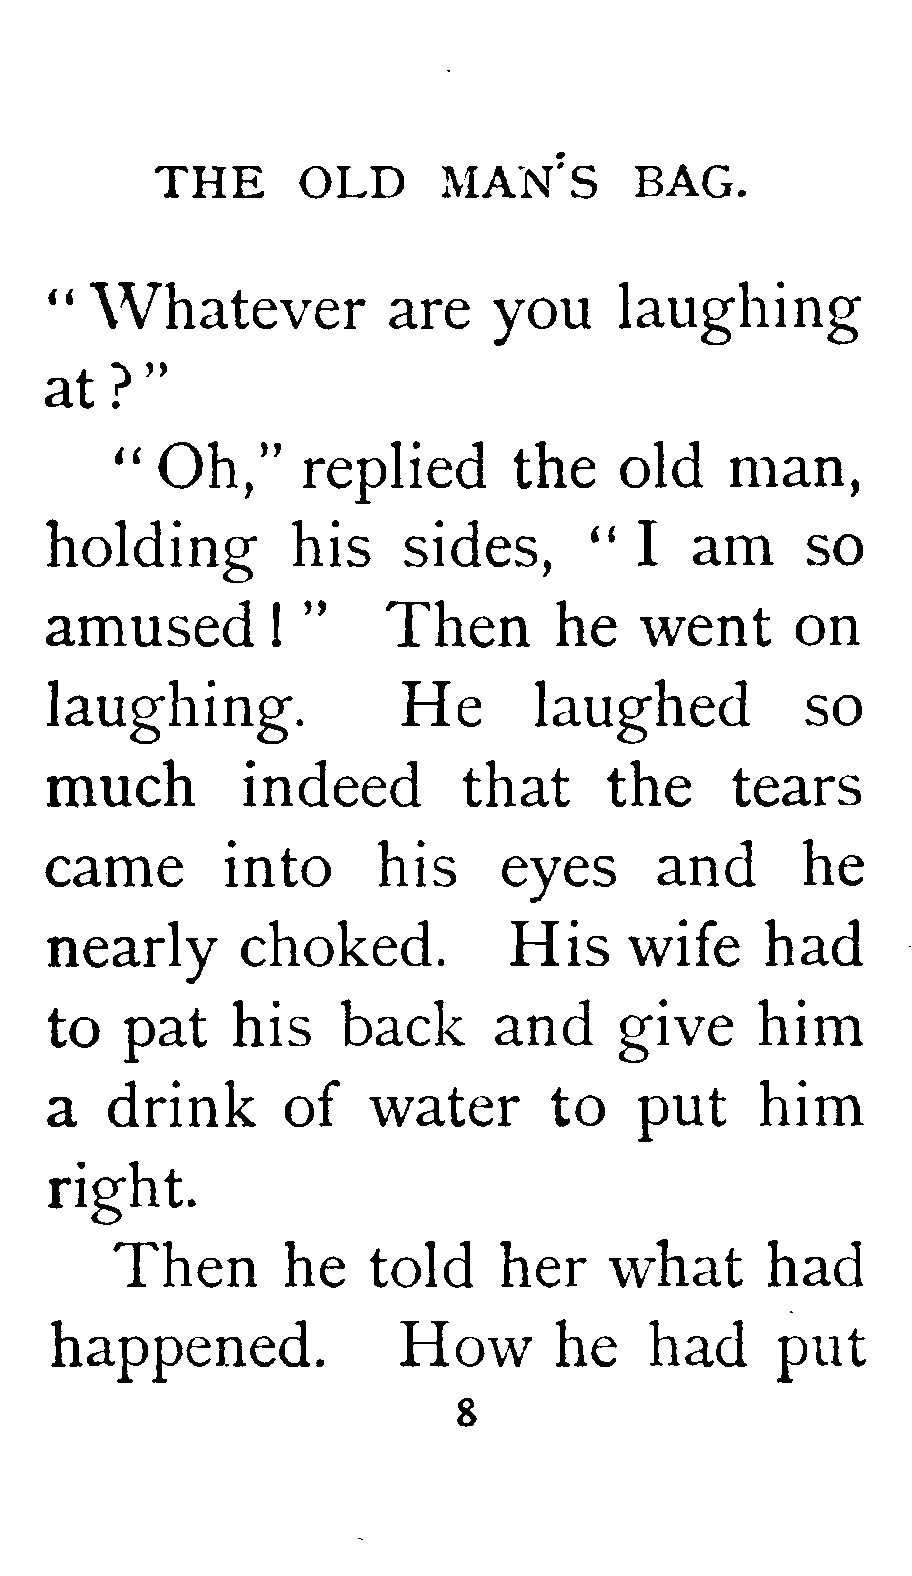 THE OLD MAN'S BAG.
“Whatever are you laughing
at?”
“Oh,” replied the old man,
holding his sides, “I am so
amused!” Then he went on
laughing. He laughed so
much indeed that the tears
came into his eyes and he
nearly choked. His wife had
to pat his back and give him
a drink of water to put him
right.
Then he told her what had
happened. How he had put
8